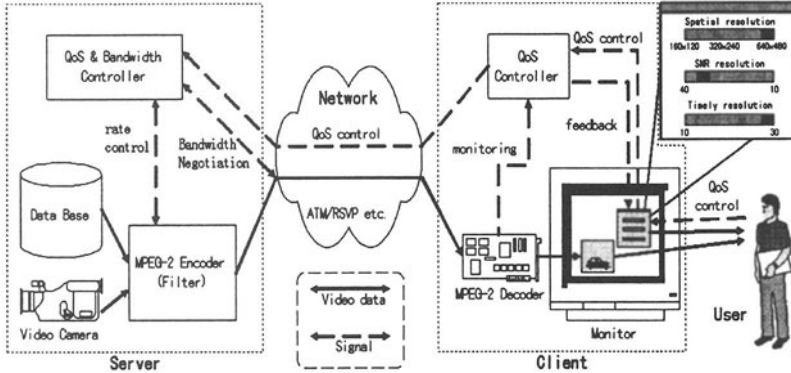 QoS & Bandwidth
Controller
rate
control
Bandwidth
Negotiation
Data Base
MPEG-2 Encoder
(Filter)
Video Camera
Server
Network
QoS control
ATM/RSVP etc.
Video data
Signal
QoS control
QoS
Controller
feedback
monitoring
MPEG-2 Decoder
Monitor
Client
Spatial resolution
160x120 320x240 640x480
SNR resolution
40 10
Timely resolution
10 30
QoS
control
User